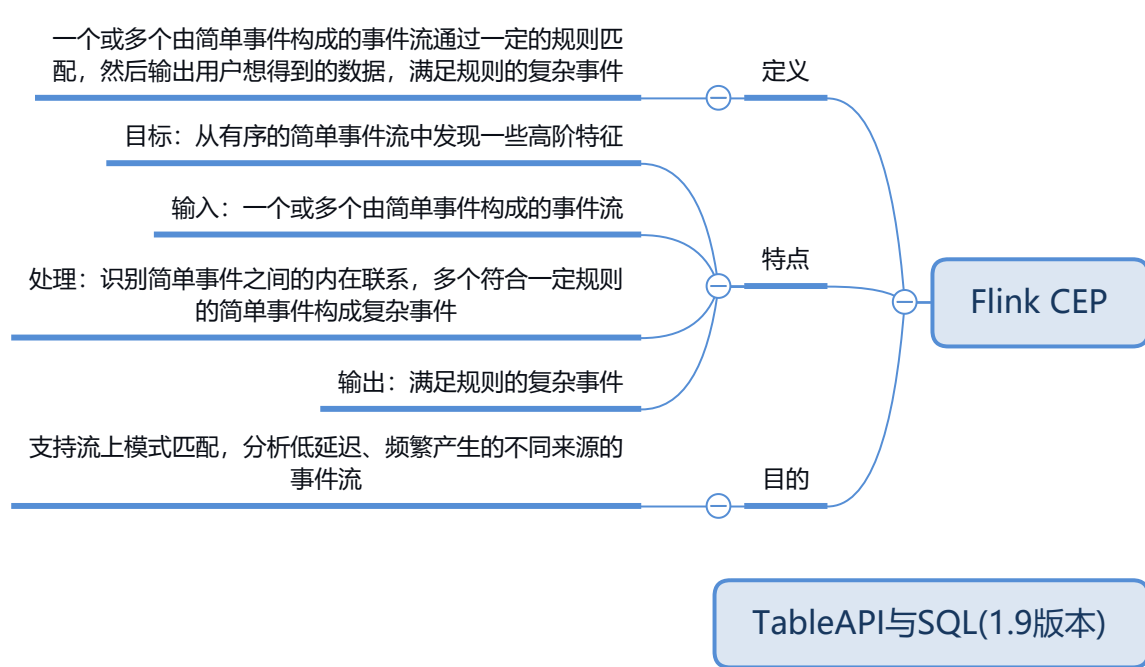 一个或多个由简单事件构成的事件流通过一定的规则匹
配，然后输出用户想得到的数据，满足规则的复杂事件
定义
目标：从有序的简单事件流中发现一些高阶特征
输入：一个或多个由简单事件构成的事件流
特点
处理：识别简单事件之间的内在联系，多个符合一定规则
的简单事件构成复杂事件
Flink CEP
输出：满足规则的复杂事件
支持流上模式匹配，分析低延迟、频繁产生的不同来源的
事件流
目的
TableAPI与SQL(1.9版本)